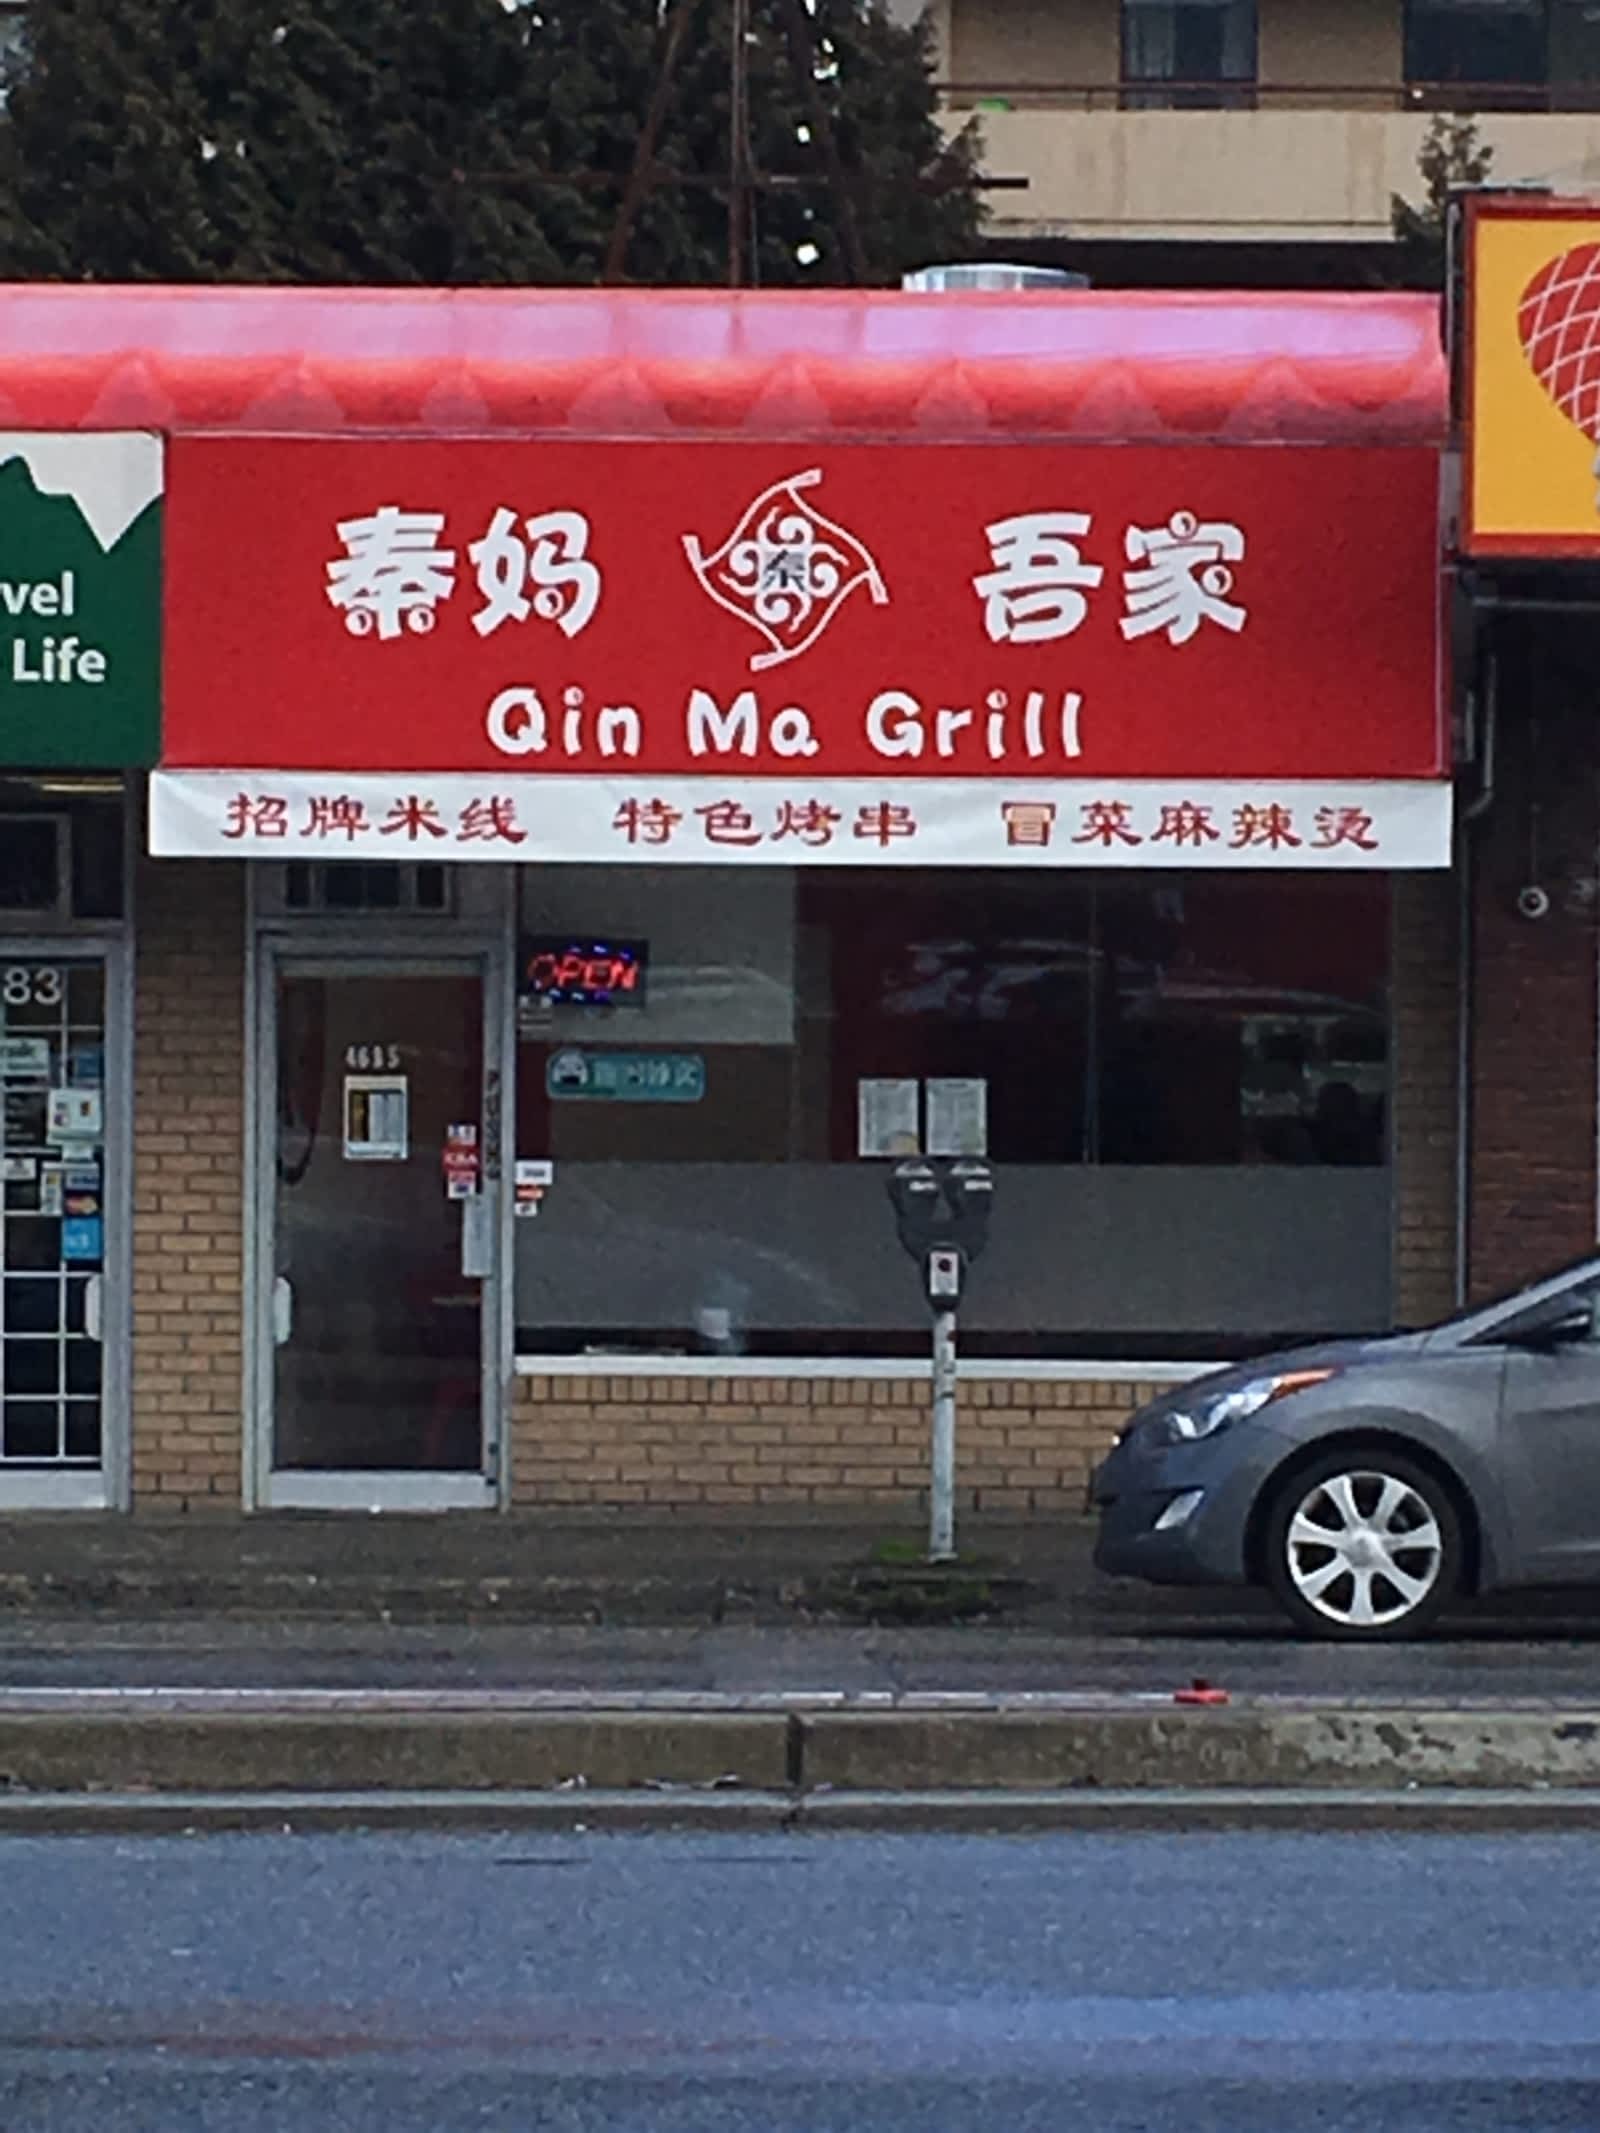 秦妈 秦 吾家
Qin Ma Grill
招牌米线 特色烤串 冒菜麻辣烫
vel
Life
83
OPEN
4685